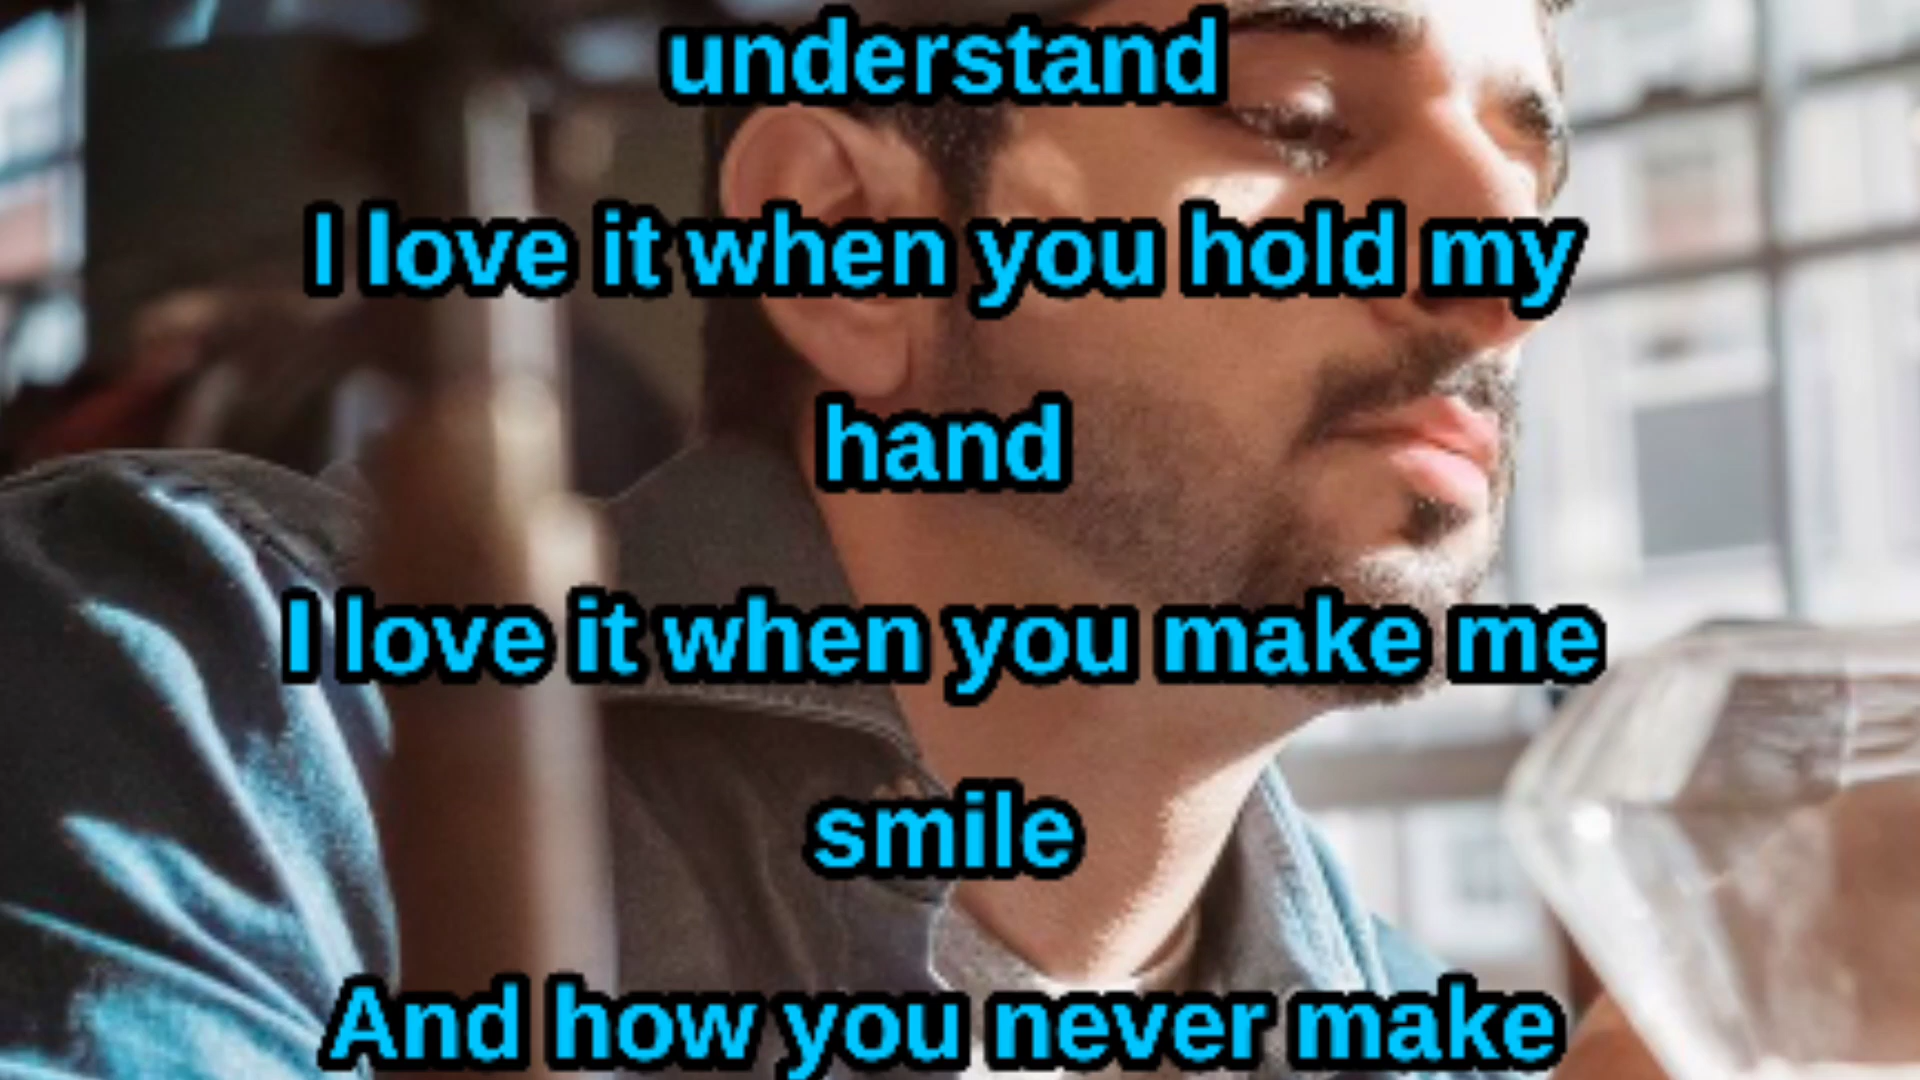 understand
I love it when you hold my
hand
I love it when you make me
smile
And how you never make